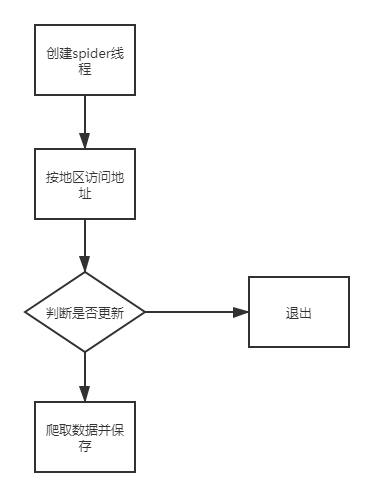 创建spider线
程
按地区访问地
址
判断是否更新
退出
爬取数据并保
存